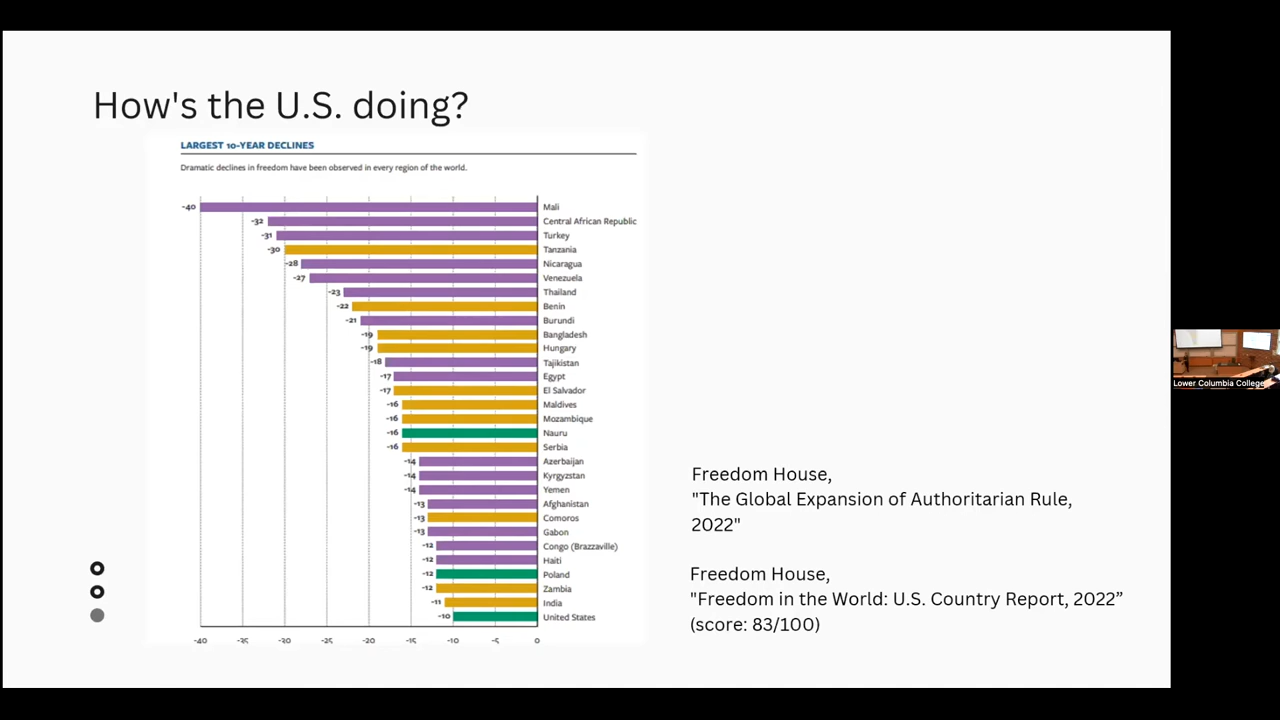 How's the U.S. doing?
LARGEST 10-YEAR DECLINES
Dramatic declines in freedom have been observed in every region of the world.
-40 Mali
-32 Central African Republic
-31 Turkey
-30 Tanzania
-28 Nicaragua
-27 Venezuela
-23 Thailand
-22 Benin
-21 Burundi
-19 Bangladesh
-19 Hungary
-18 Tajikistan
-17 Egypt
-17 El Salvador
-16 Maldives
-16 Mozambique
-16 Nauru
-16 Serbia
-14 Azerbaijan
-14 Kyrgyzstan
-14 Yemen
-13 Afghanistan
-13 Comoros
-13 Gabon
-12 Congo (Brazzaville)
-12 Haiti
-12 Poland
-12 Zambia
-11 India
-10 United States
-40 -35 -30 -25 -20 -15 -10 -5 0
Freedom House,
"The Global Expansion of Authoritarian Rule,
2022"
Freedom House,
"Freedom in the World: U.S. Country Report, 2022”
(score: 83/100)
Lower Columbia College